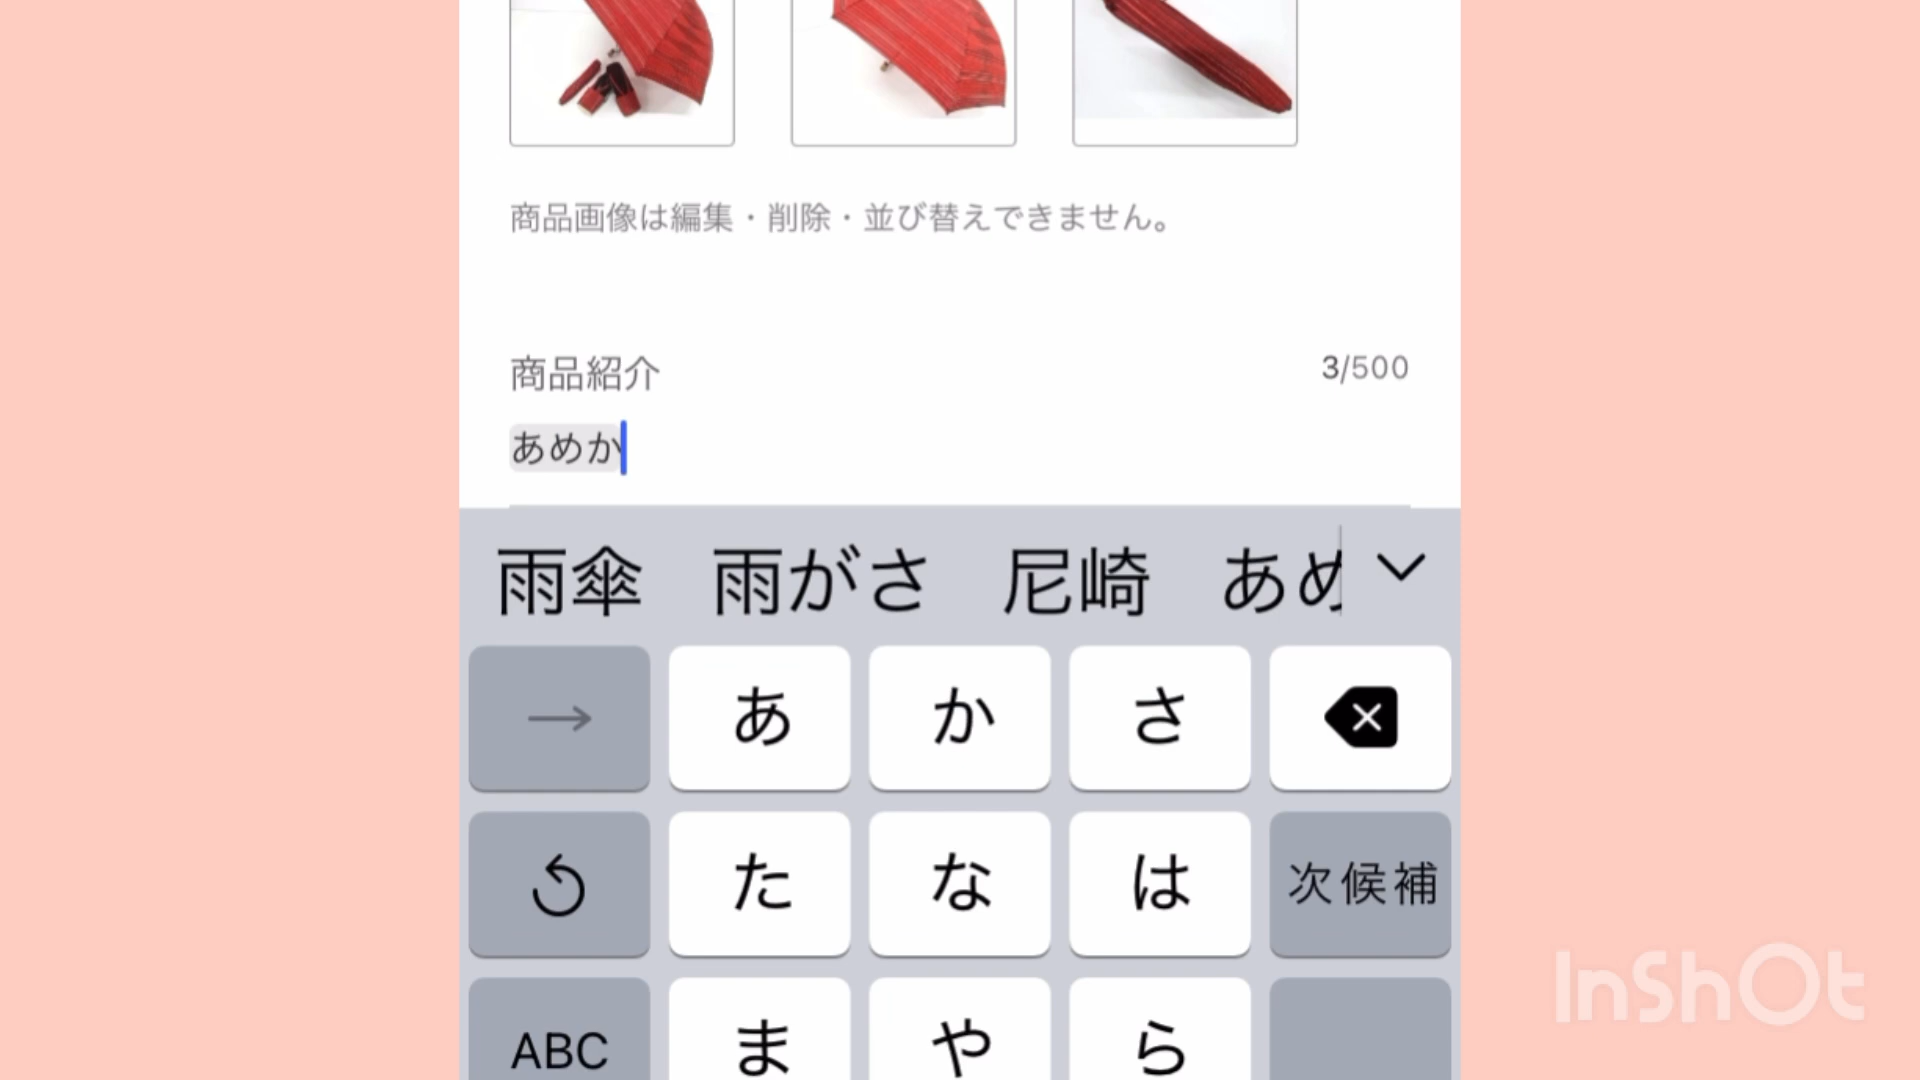 商品画像は編集・削除・並び替えできません。
商品紹介 3/500
あめか
雨傘 雨がさ 尼崎 あめ
→ あ か さ
た な は 次候補
ABC ま や ら
InShOt